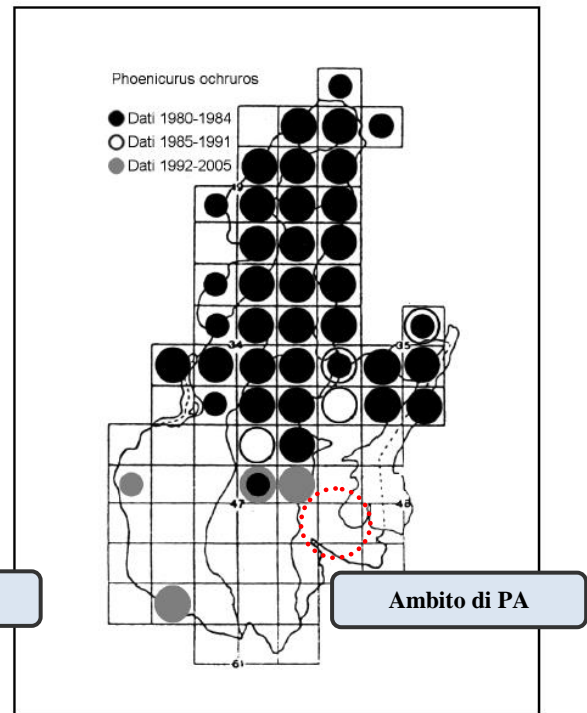 Phoenicurus ochruros
Dati 1980-1984
Dati 1985-1991
Dati 1992-2005
34
35
47
48
61
Ambito di PA